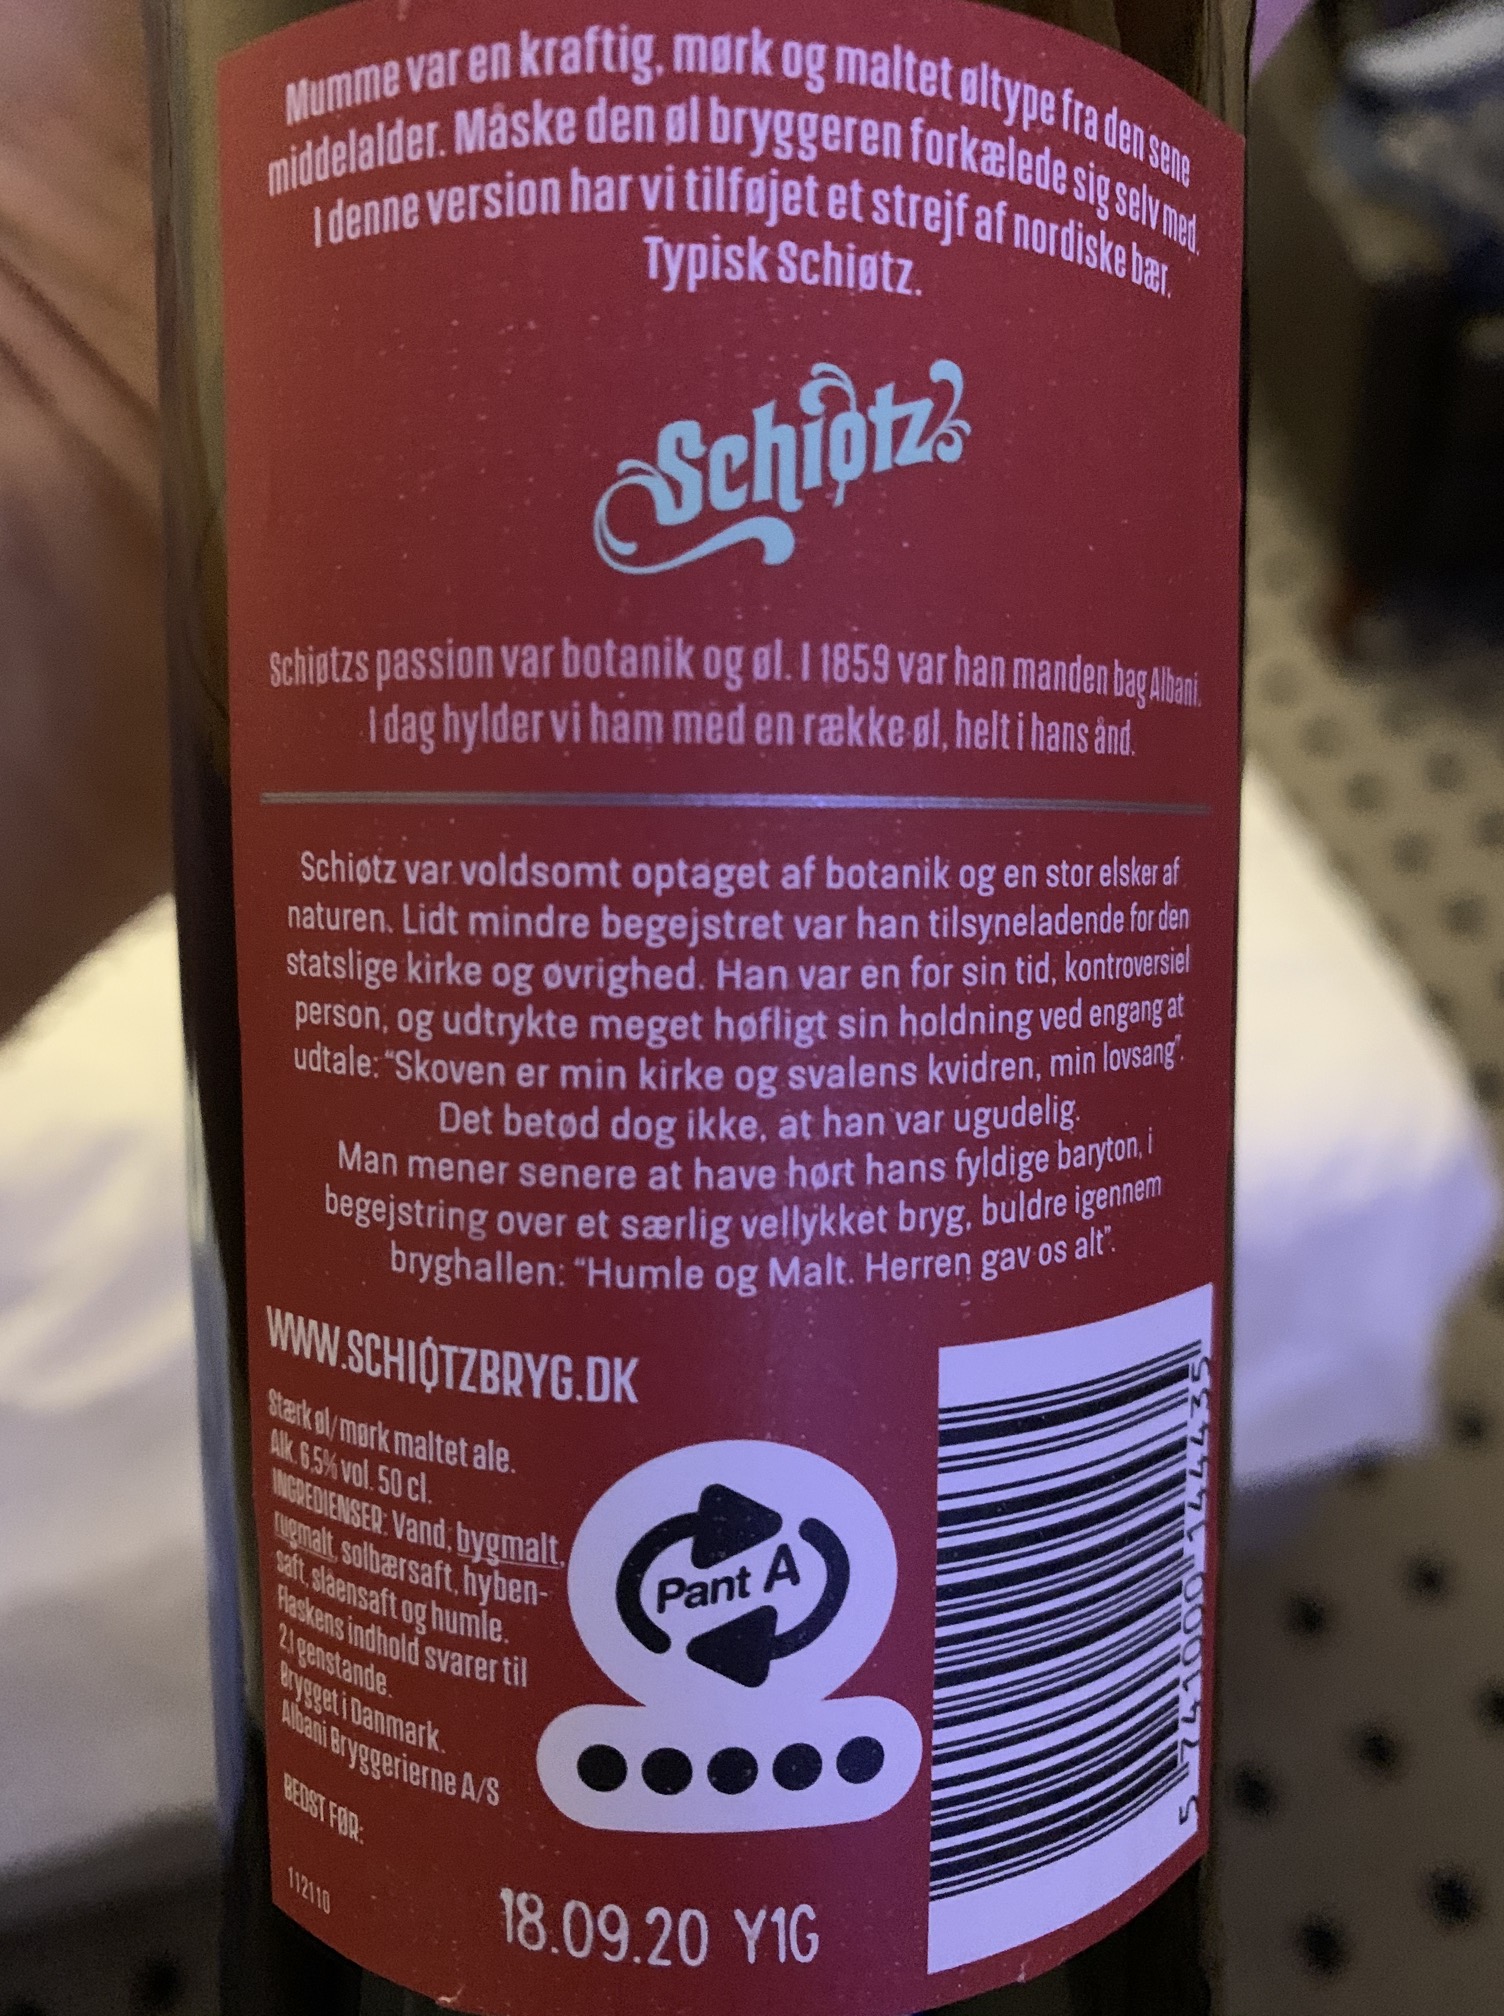 Mumme var en kraftig, mørk og maltet øltype fra den sene
middelalder. Måske den øl bryggeren forkælede sig selv med.
I denne version har vi tilføjet et strejf af nordiske bær.
Typisk Schiøtz.
Schiøtz
Schiøtzs passion var botanik og øl. I 1859 var han manden bag Albani.
I dag hylder vi ham med en række øl, helt i hans ånd.
Schiøtz var voldsomt optaget af botanik og en stor elsker af
naturen. Lidt mindre begejstret var han tilsyneladende for den
statslige kirke og øvrighed. Han var en for sin tid, kontroversiel
person, og udtrykte meget høfligt sin holdning ved engang at
udtale: “Skoven er min kirke og svalens kvidren, min lovsang”.
Det betød dog ikke, at han var ugudelig.
Man mener senere at have hørt hans fyldige baryton, i
begejstring over et særlig vellykket bryg, buldre igennem
bryghallen: “Humle og Malt. Herren gav os alt”.
WWW.SCHIØTZBRYG.DK
Stærk øl/mørk maltet ale.
Alk. 6,5% vol. 50 cl.
INGREDIENSER: Vand, bygmalt,
rugmalt, solbærsaft, hyben-
saft, slåensaft og humle.
Flaskens indhold svarer til
2,1 genstande.
Brygget i Danmark.
Albani Bryggerierne A/S
BEDST FØR:
112110
Pant A
18.09.20 Y1G
5 741000 144435